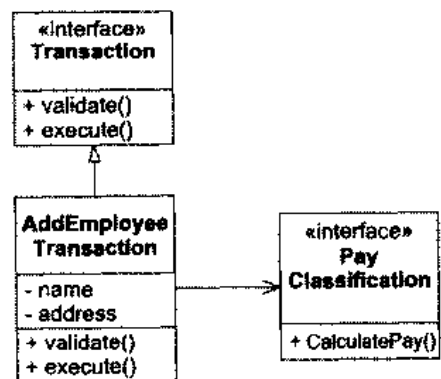 «interface»
Transaction
+ validate()
+ execute()
AddEmployee
Transaction
- name
- address
+ validate()
+ execute()
«interface»
Pay
Classification
+ CalculatePay()